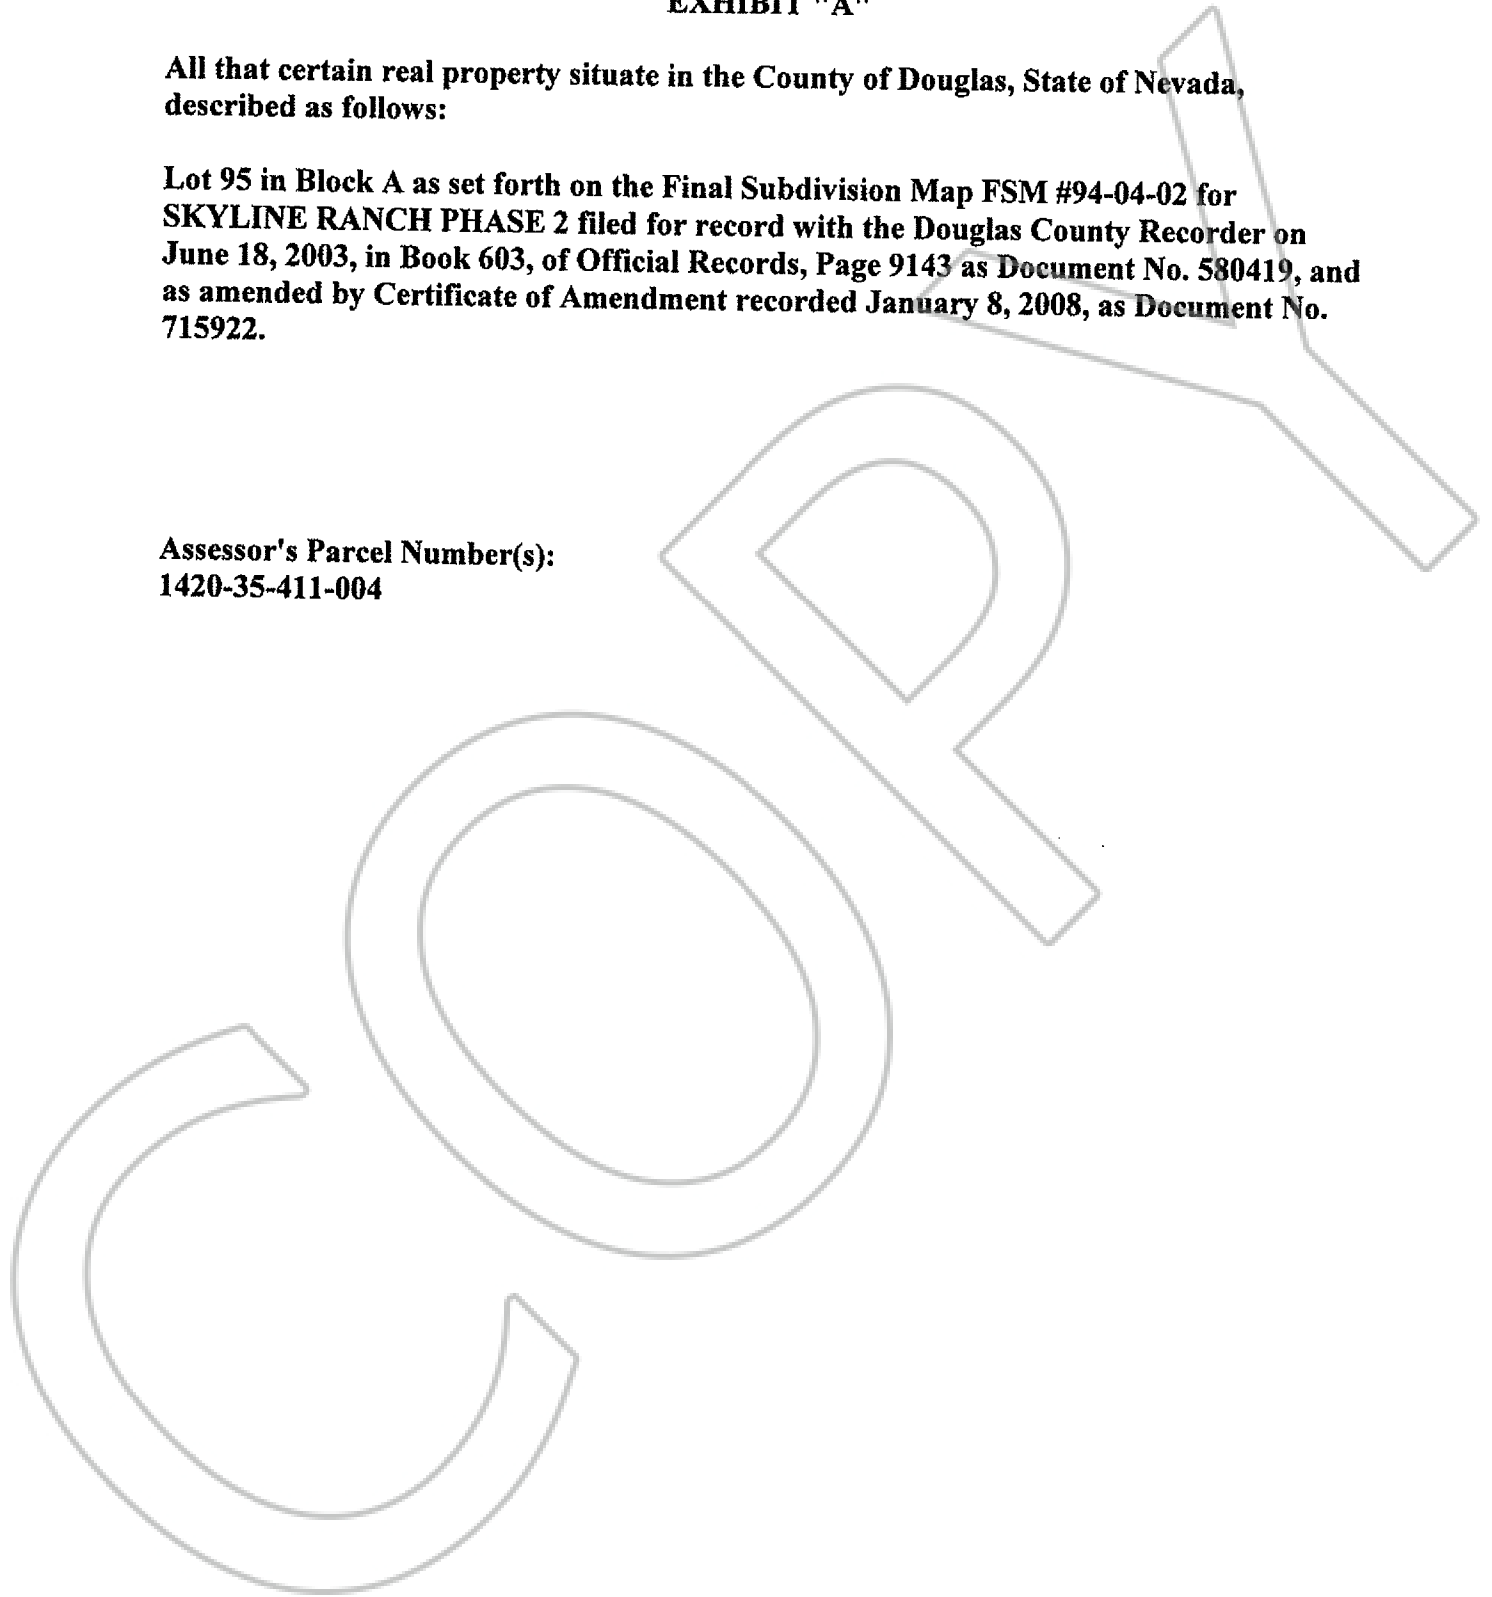 EXHIBIT "A"
All that certain real property situate in the County of Douglas, State of Nevada,
described as follows:
Lot 95 in Block A as set forth on the Final Subdivision Map FSM #94-04-02 for
SKYLINE RANCH PHASE 2 filed for record with the Douglas County Recorder on
June 18, 2003, in Book 603, of Official Records, Page 9143 as Document No. 580419, and
as amended by Certificate of Amendment recorded January 8, 2008, as Document No.
715922.
Assessor's Parcel Number(s):
1420-35-411-004
COPY